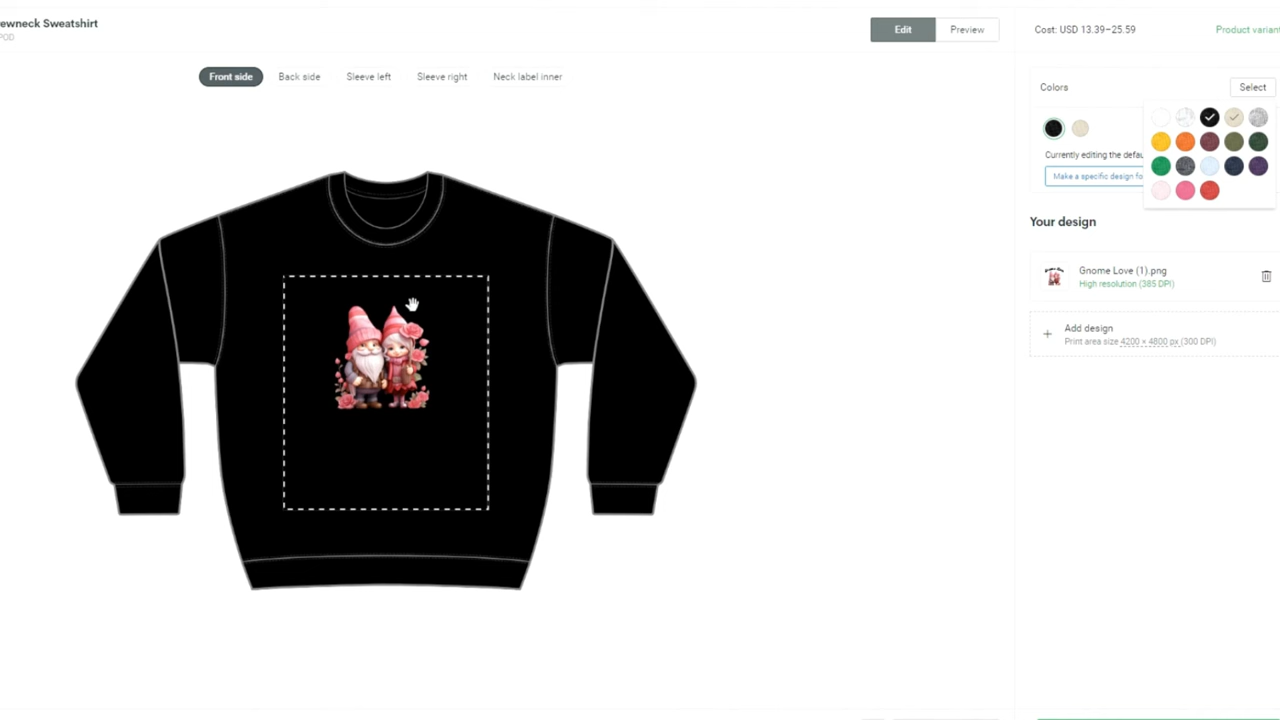 ewneck Sweatshirt
POD
Edit
Preview
Cost: USD 13.39–25.59
Product variant
Front side
Back side
Sleeve left
Sleeve right
Neck label inner
Colors
Select
Currently editing the defau
Make a specific design fo
Your design
Gnome Love (1).png
High resolution (385 DPI)
Add design
Print area size 4200 × 4800 px (300 DPI)